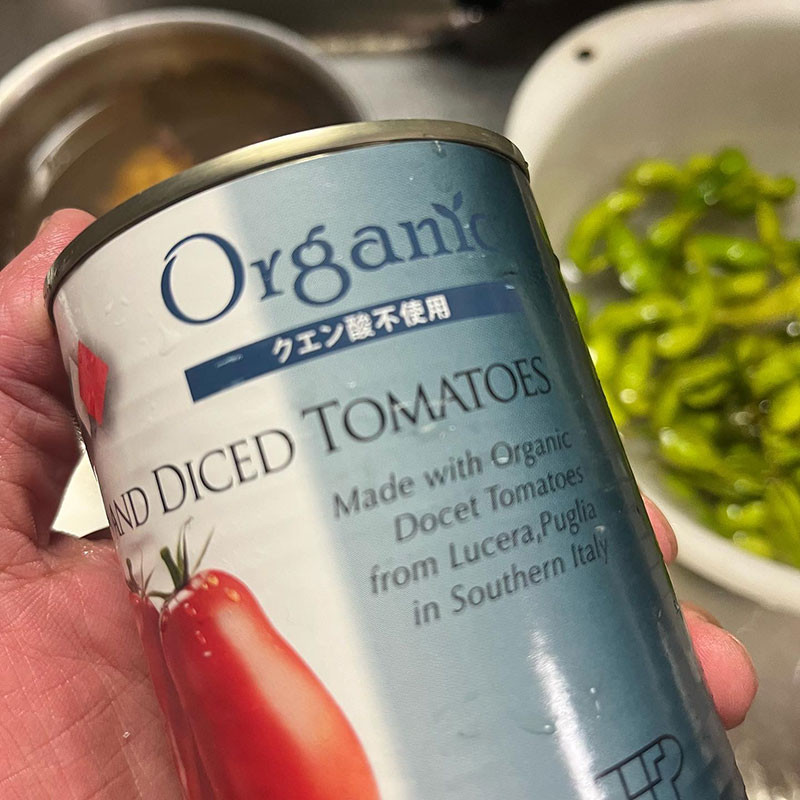 Organic
クエン酸不使用
AND DICED TOMATOES
Made with Organic
Docet Tomatoes
from Lucera,Puglia
in Southern Italy